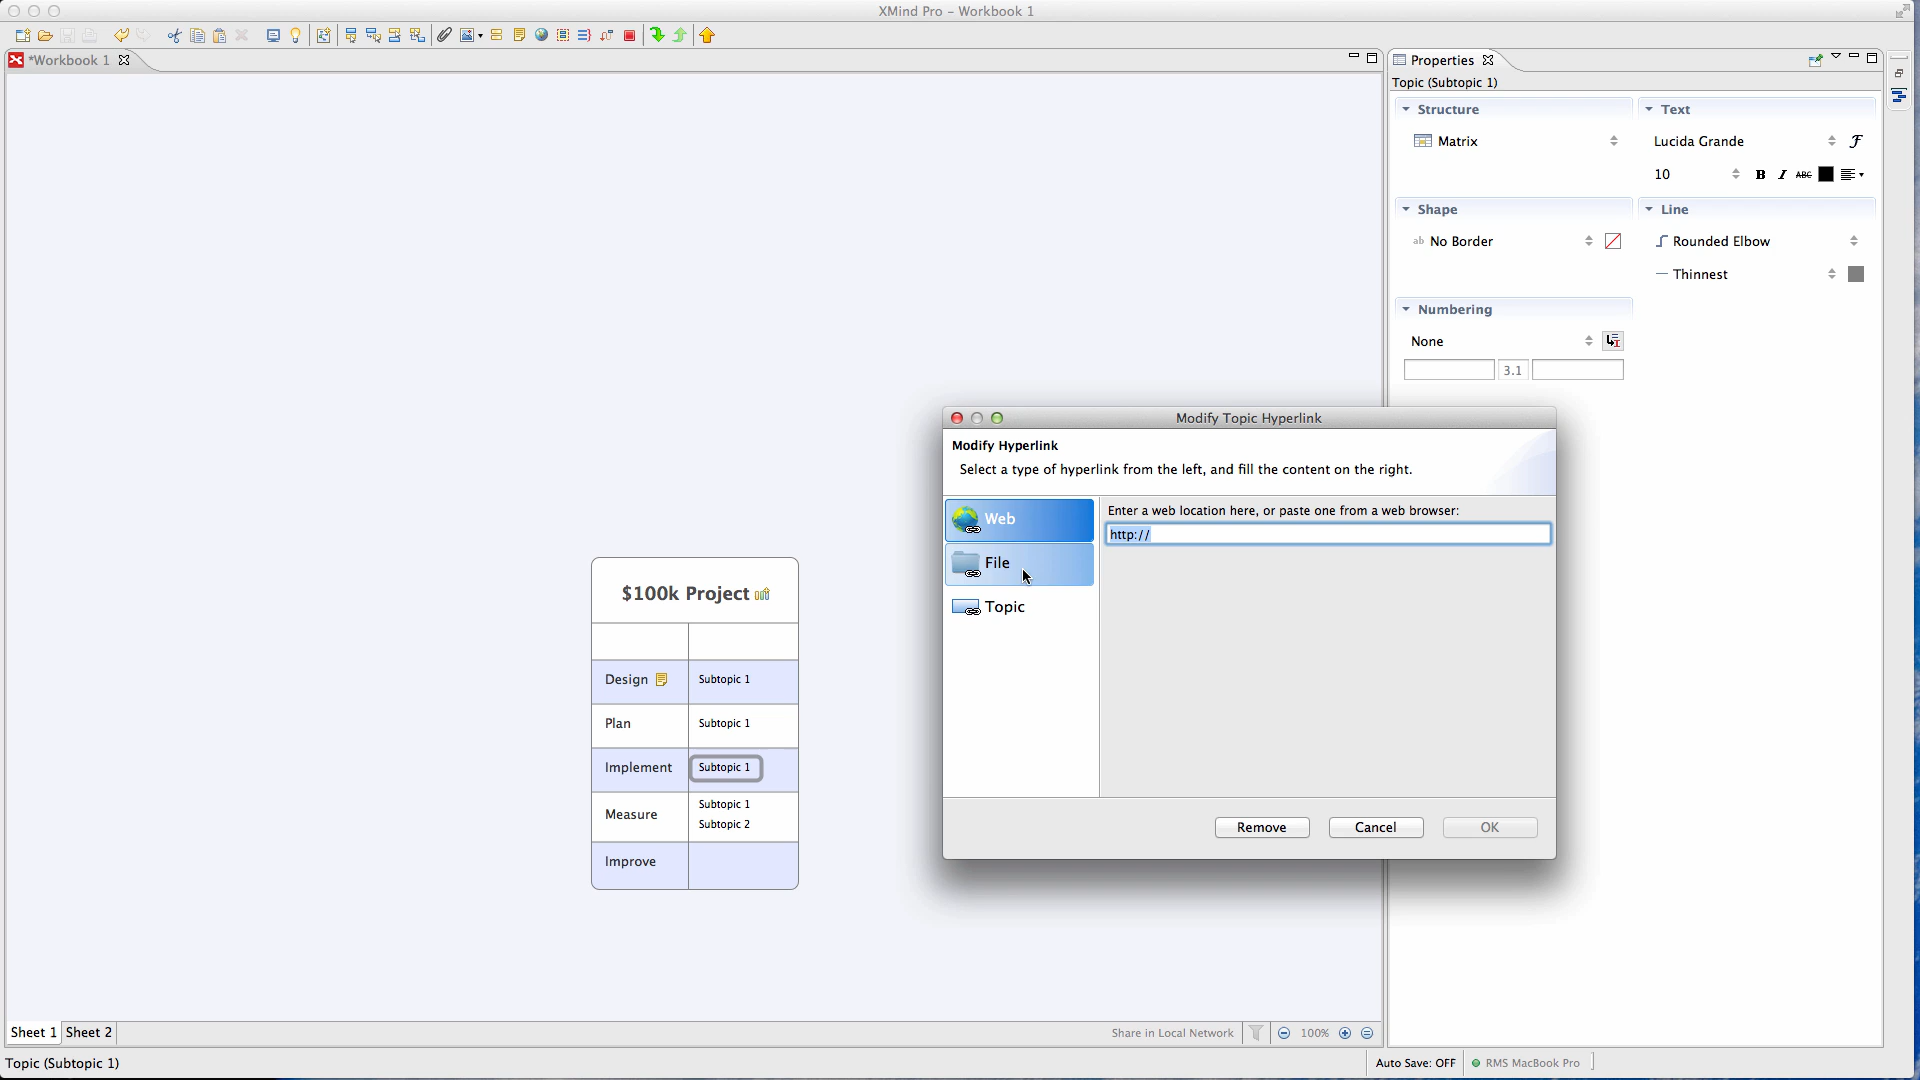 XMind Pro – Workbook 1
*Workbook 1
Properties
Topic (Subtopic 1)
Structure
Text
Matrix
Lucida Grande
10
B I ABC
Shape
Line
ab No Border
Rounded Elbow
Thinnest
Numbering
None
3.1
Modify Topic Hyperlink
Modify Hyperlink
Select a type of hyperlink from the left, and fill the content on the right.
Web
File
Topic
Enter a web location here, or paste one from a web browser:
http://
Remove
Cancel
OK
$100k Project
Design
Subtopic 1
Plan
Subtopic 1
Implement
Subtopic 1
Measure
Subtopic 1
Subtopic 2
Improve
Sheet 1
Sheet 2
Share in Local Network
100%
Topic (Subtopic 1)
Auto Save: OFF
RMS MacBook Pro